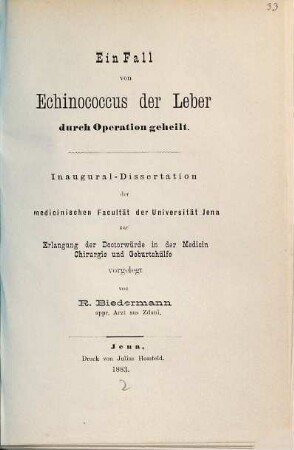 33
Ein Fall
von
Echinococcus der Leber
durch Operation geheilt.
Inaugural-Dissertation
der
medicinischen Facultät der Universität Jena
zur
Erlangung der Doctorwürde in der Medicin
Chirurgie und Geburtshülfe
vorgelegt
von
R. Biedermann
appr. Arzt aus Zduni.
Jena,
Druck von Julius Hossfeld.
1883.
2